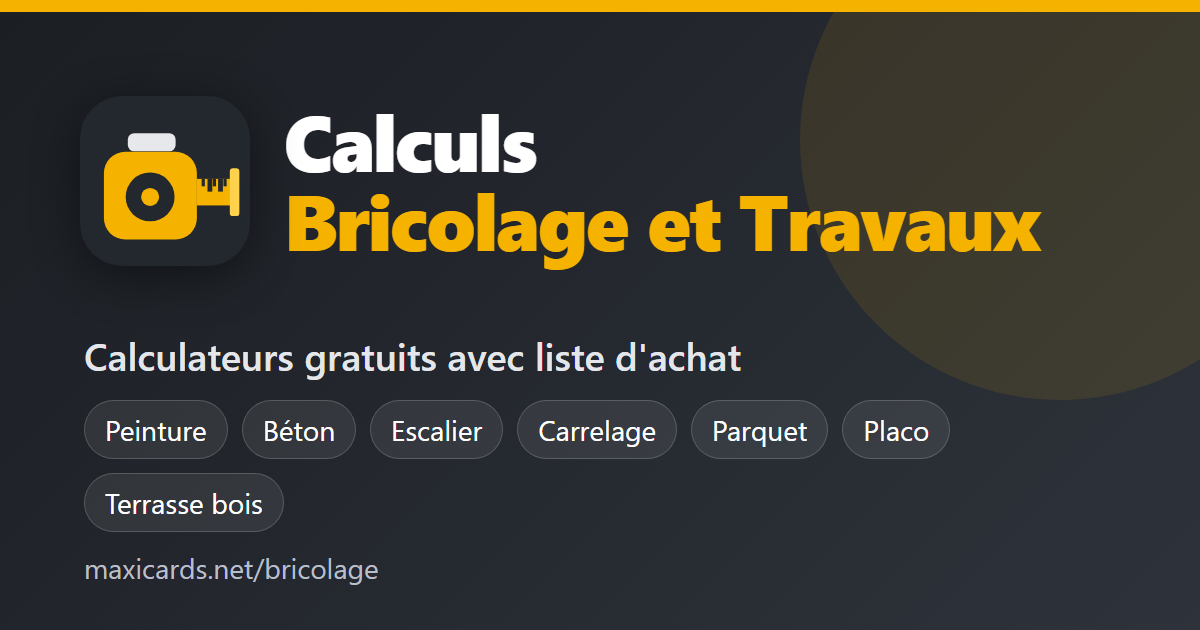 Calculs
Bricolage et Travaux
Calculateurs gratuits avec liste d'achat
Peinture Béton Escalier Carrelage Parquet Placo
Terrasse bois
maxicards.net/bricolage